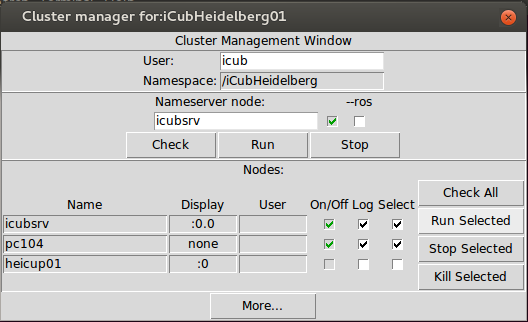 Cluster manager for:iCubHeidelberg01
Cluster Management Window
User: icub
Namespace: /iCubHeidelberg
Nameserver node: --ros
icubsrv
Check Run Stop
Nodes:
Name Display User On/Off Log Select
icubsrv :0.0
pc104 none
heicup01 :0
Check All
Run Selected
Stop Selected
Kill Selected
More...